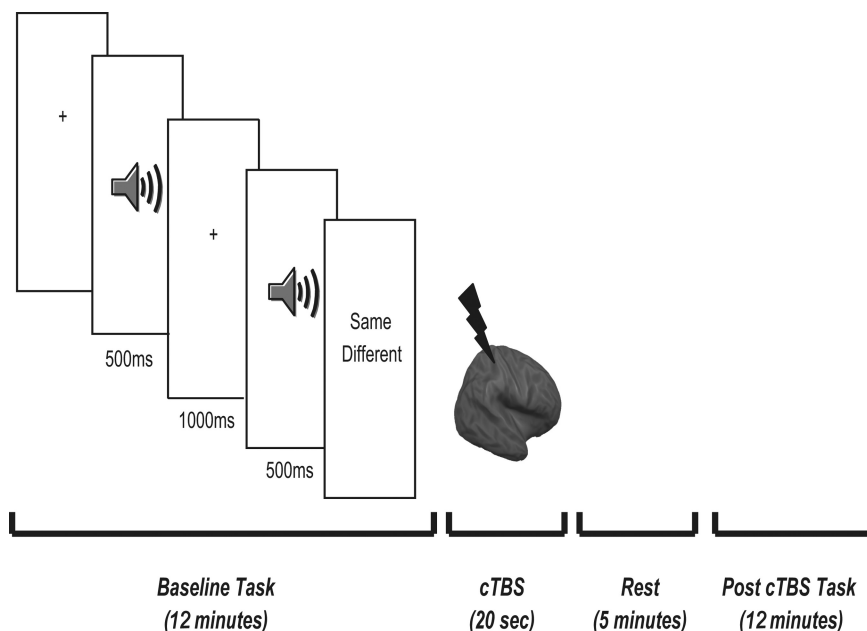 +
500ms
+
1000ms
500ms
Same
Different
Baseline Task
(12 minutes)
cTBS
(20 sec)
Rest
(5 minutes)
Post cTBS Task
(12 minutes)